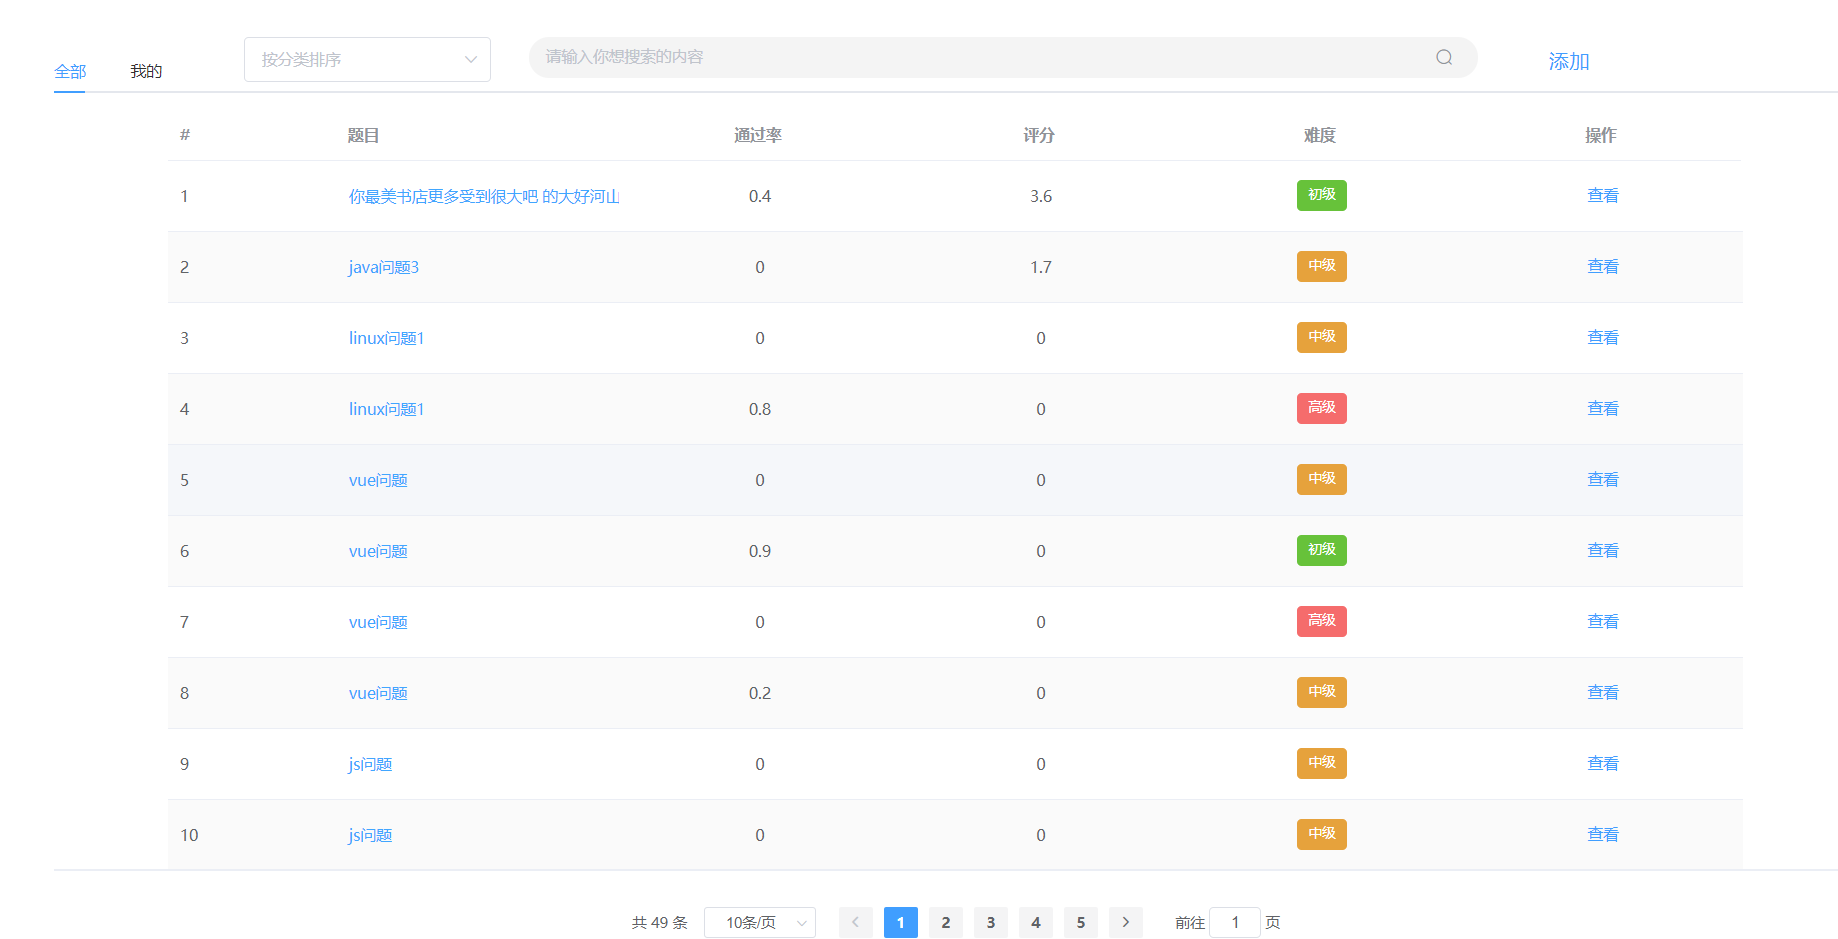 全部 我的 按分类排序 请输入你想搜索的内容 添加
# 题目 通过率 评分 难度 操作
1 你最美书店更多受到很大吧 的大好河山 0.4 3.6 初级 查看
2 java问题3 0 1.7 中级 查看
3 linux问题1 0 0 中级 查看
4 linux问题1 0.8 0 高级 查看
5 vue问题 0 0 中级 查看
6 vue问题 0.9 0 初级 查看
7 vue问题 0 0 高级 查看
8 vue问题 0.2 0 中级 查看
9 js问题 0 0 中级 查看
10 js问题 0 0 中级 查看
共 49 条 10条/页 1 2 3 4 5 前往 1 页